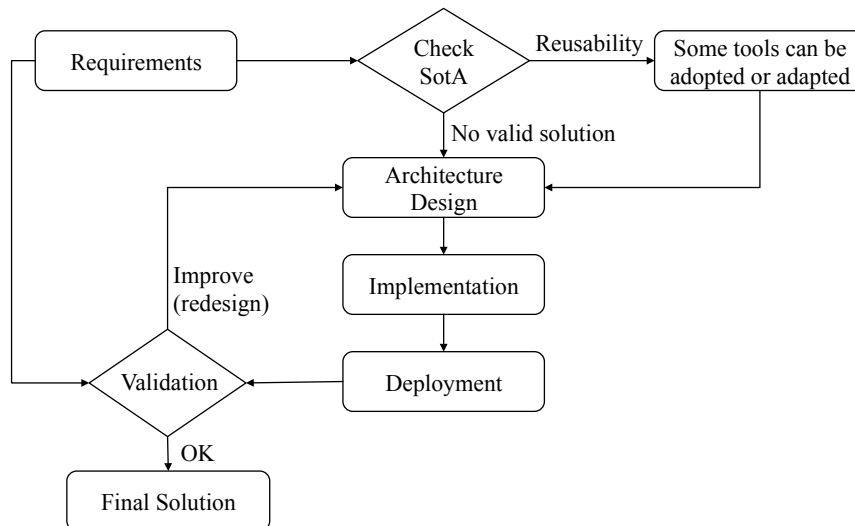 Requirements
Check
SotA
Reusability
Some tools can be
adopted or adapted
No valid solution
Architecture
Design
Improve
(redesign)
Implementation
Validation
Deployment
OK
Final Solution